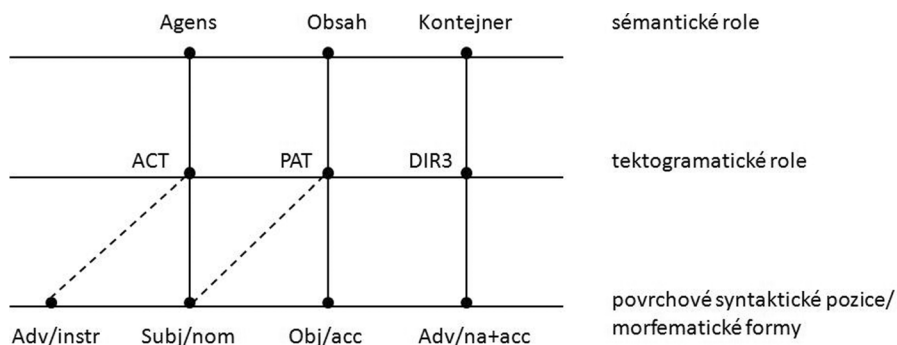 Agens Obsah Kontejner sémantické role
ACT PAT DIR3 tektogramatické role
povrchové syntaktické pozice/
Adv/instr Subj/nom Obj/acc Adv/na+acc morfematické formy